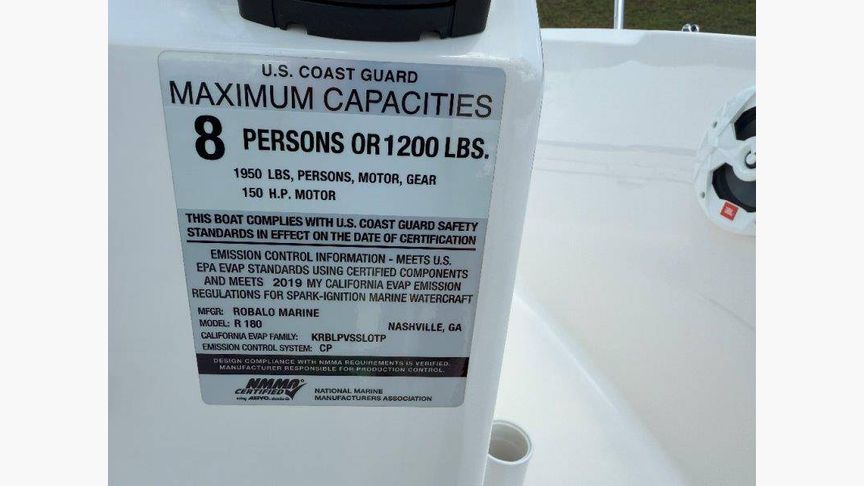 U.S. COAST GUARD
MAXIMUM CAPACITIES
8 PERSONS OR 1200 LBS.
1950 LBS, PERSONS, MOTOR, GEAR
150 H.P. MOTOR
THIS BOAT COMPLIES WITH U.S. COAST GUARD SAFETY
STANDARDS IN EFFECT ON THE DATE OF CERTIFICATION
EMISSION CONTROL INFORMATION - MEETS U.S.
EPA EVAP STANDARDS USING CERTIFIED COMPONENTS
AND MEETS 2019 MY CALIFORNIA EVAP EMISSION
REGULATIONS FOR SPARK-IGNITION MARINE WATERCRAFT
MFGR: ROBALO MARINE
MODEL: R 180 NASHVILLE, GA
CALIFORNIA EVAP FAMILY: KRBLPVSSLOTP
EMISSION CONTROL SYSTEM: CP
DESIGN COMPLIANCE WITH NMMA REQUIREMENTS IS VERIFIED.
MANUFACTURER RESPONSIBLE FOR PRODUCTION CONTROL.
NMMA
CERTIFIED
NATIONAL MARINE
MANUFACTURERS ASSOCIATION
JBL